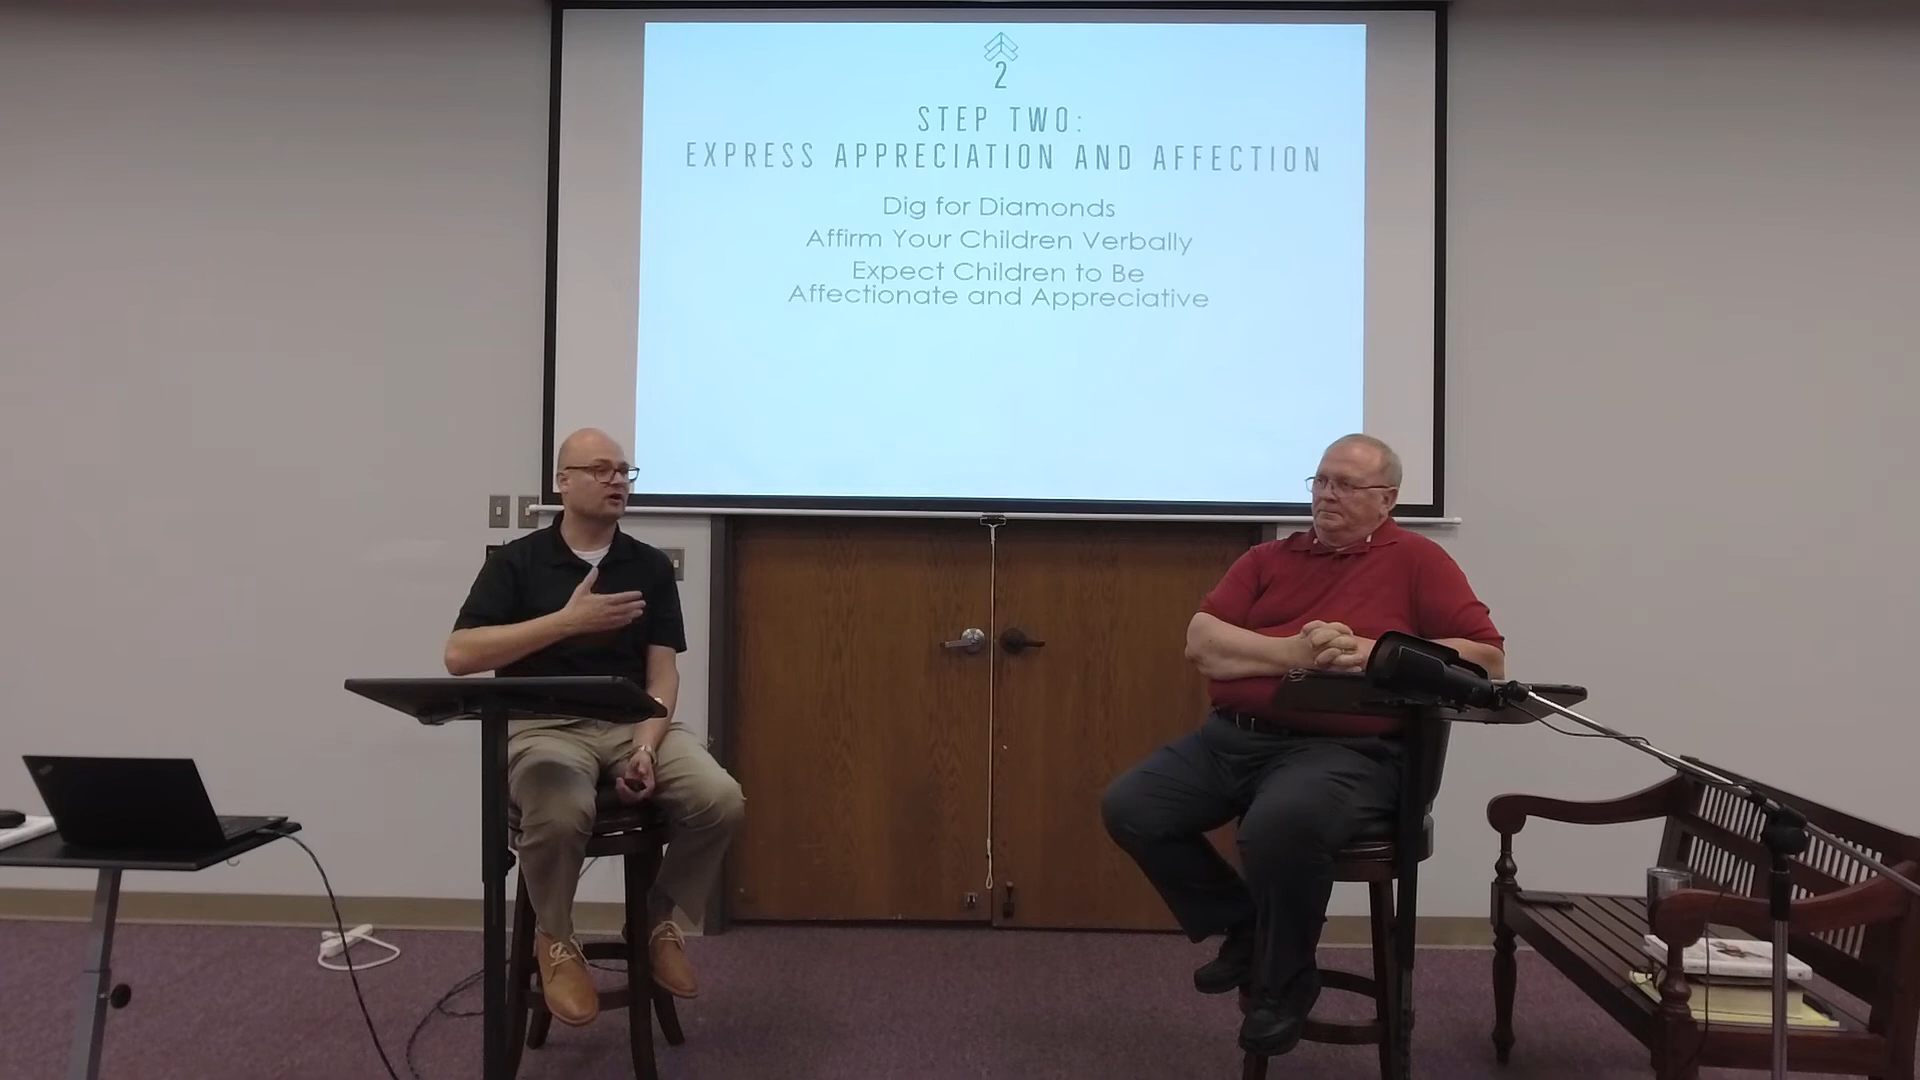 2
STEP TWO:
EXPRESS APPRECIATION AND AFFECTION
Dig for Diamonds
Affirm Your Children Verbally
Expect Children to Be
Affectionate and Appreciative